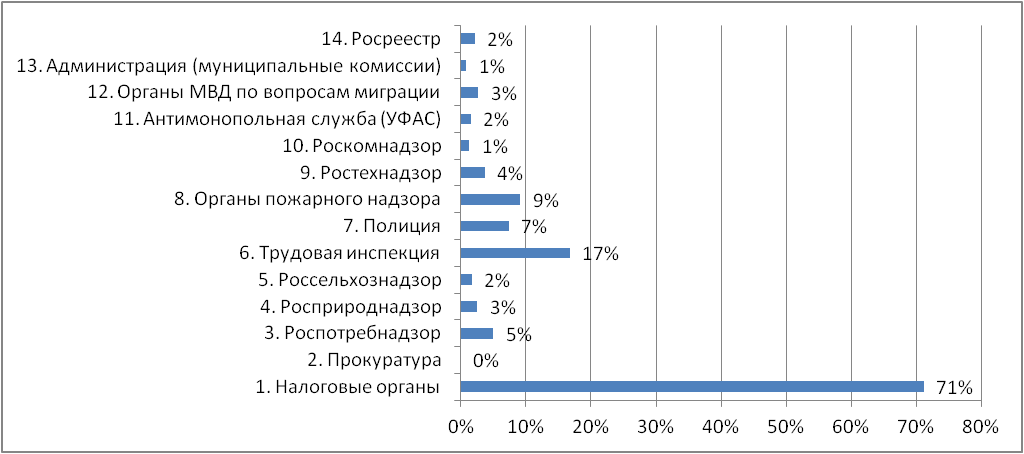 14. Росреестр 2%
13. Администрация (муниципальные комиссии) 1%
12. Органы МВД по вопросам миграции 3%
11. Антимонопольная служба (УФАС) 2%
10. Роскомнадзор 1%
9. Ростехнадзор 4%
8. Органы пожарного надзора 9%
7. Полиция 7%
6. Трудовая инспекция 17%
5. Россельхознадзор 2%
4. Росприроднадзор 3%
3. Роспотребнадзор 5%
2. Прокуратура 0%
1. Налоговые органы 71%
0% 10% 20% 30% 40% 50% 60% 70% 80%